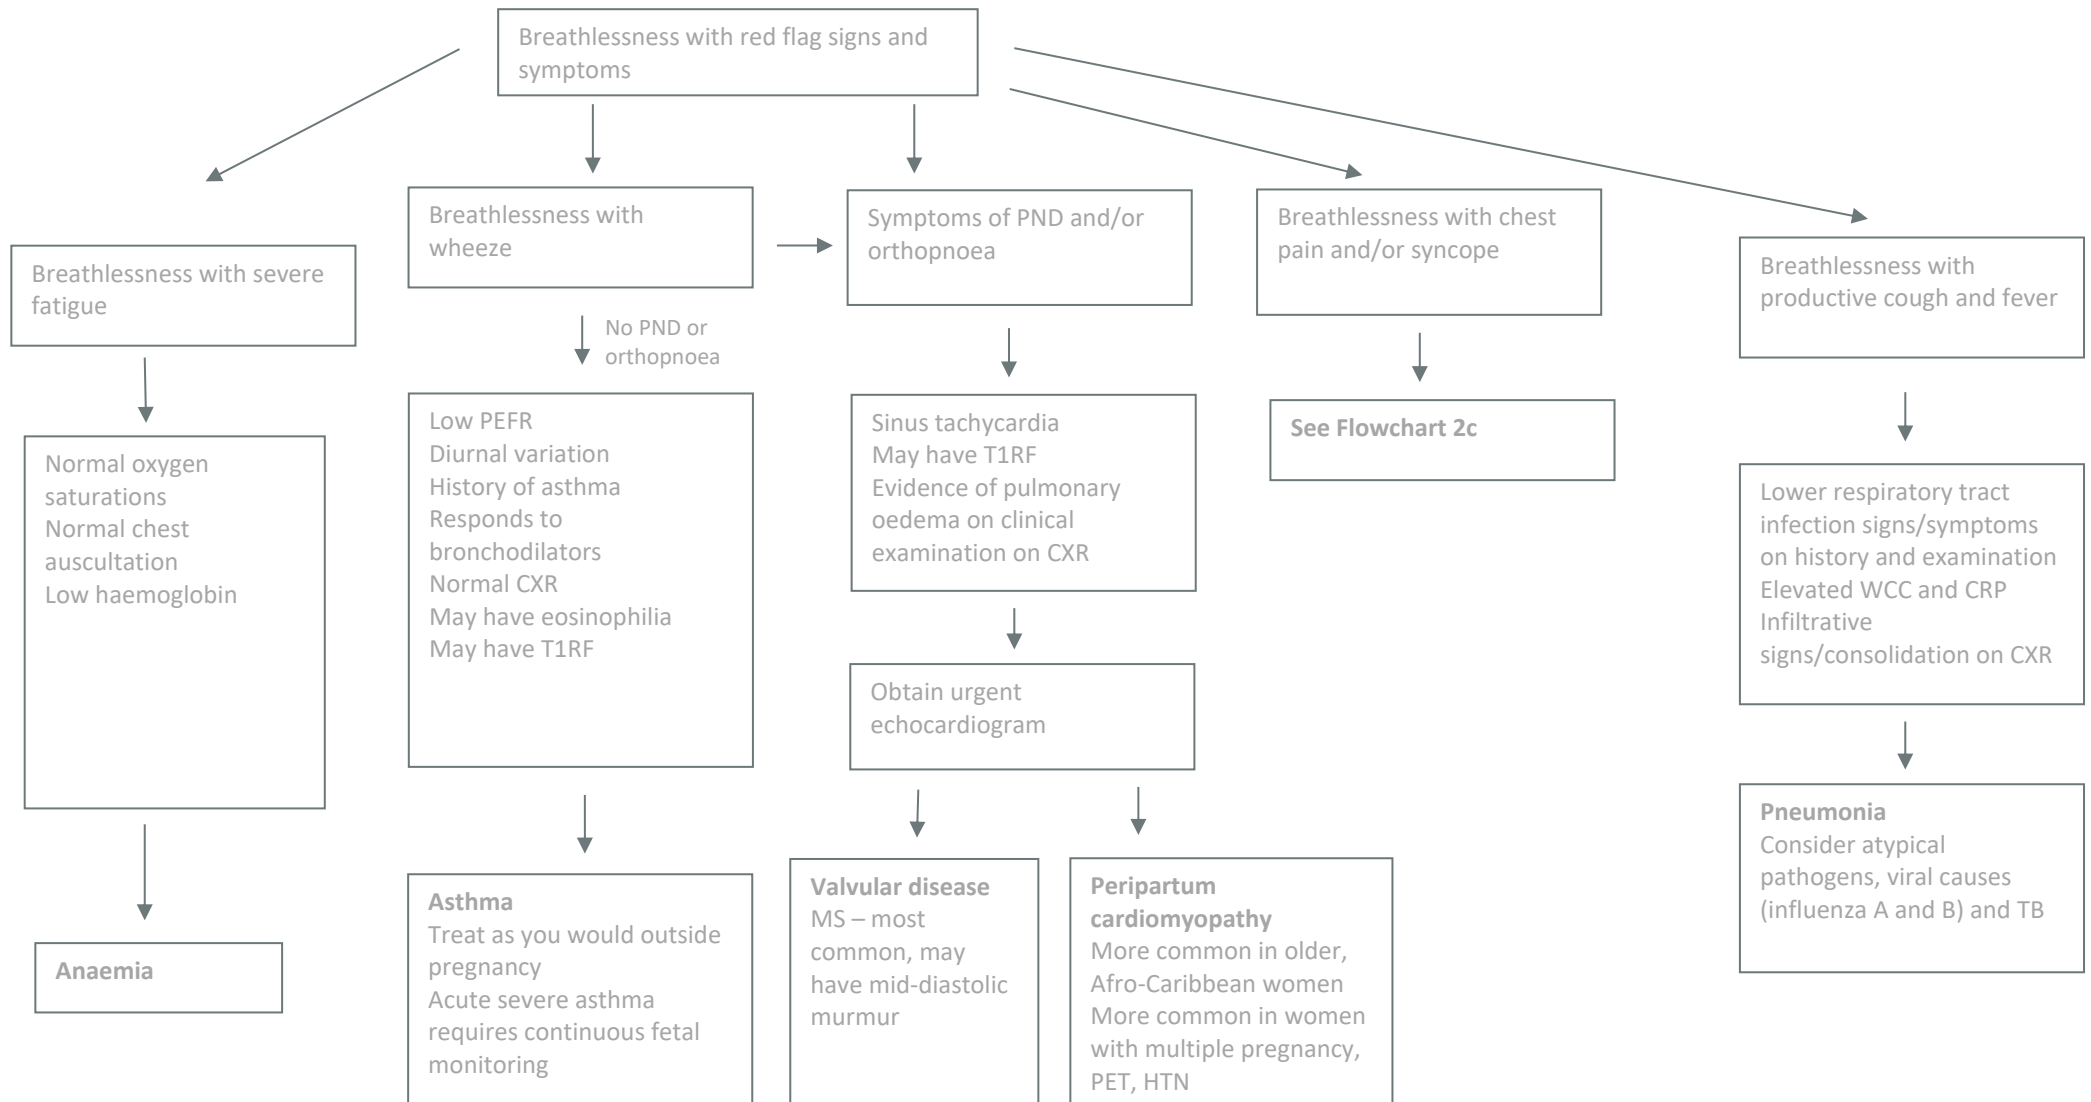 Breathlessness with red flag signs and
symptoms
Breathlessness with severe
fatigue
Normal oxygen
saturations
Normal chest
auscultation
Low haemoglobin
Anaemia
Breathlessness with
wheeze
No PND or
orthopnoea
Low PEFR
Diurnal variation
History of asthma
Responds to
bronchodilators
Normal CXR
May have eosinophilia
May have T1RF
Asthma
Treat as you would outside
pregnancy
Acute severe asthma
requires continuous fetal
monitoring
Symptoms of PND and/or
orthopnoea
Sinus tachycardia
May have T1RF
Evidence of pulmonary
oedema on clinical
examination on CXR
Obtain urgent
echocardiogram
Valvular disease
MS – most
common, may
have mid-diastolic
murmur
Peripartum
cardiomyopathy
More common in older,
Afro-Caribbean women
More common in women
with multiple pregnancy,
PET, HTN
Breathlessness with chest
pain and/or syncope
See Flowchart 2c
Breathlessness with
productive cough and fever
Lower respiratory tract
infection signs/symptoms
on history and examination
Elevated WCC and CRP
Infiltrative
signs/consolidation on CXR
Pneumonia
Consider atypical
pathogens, viral causes
(influenza A and B) and TB